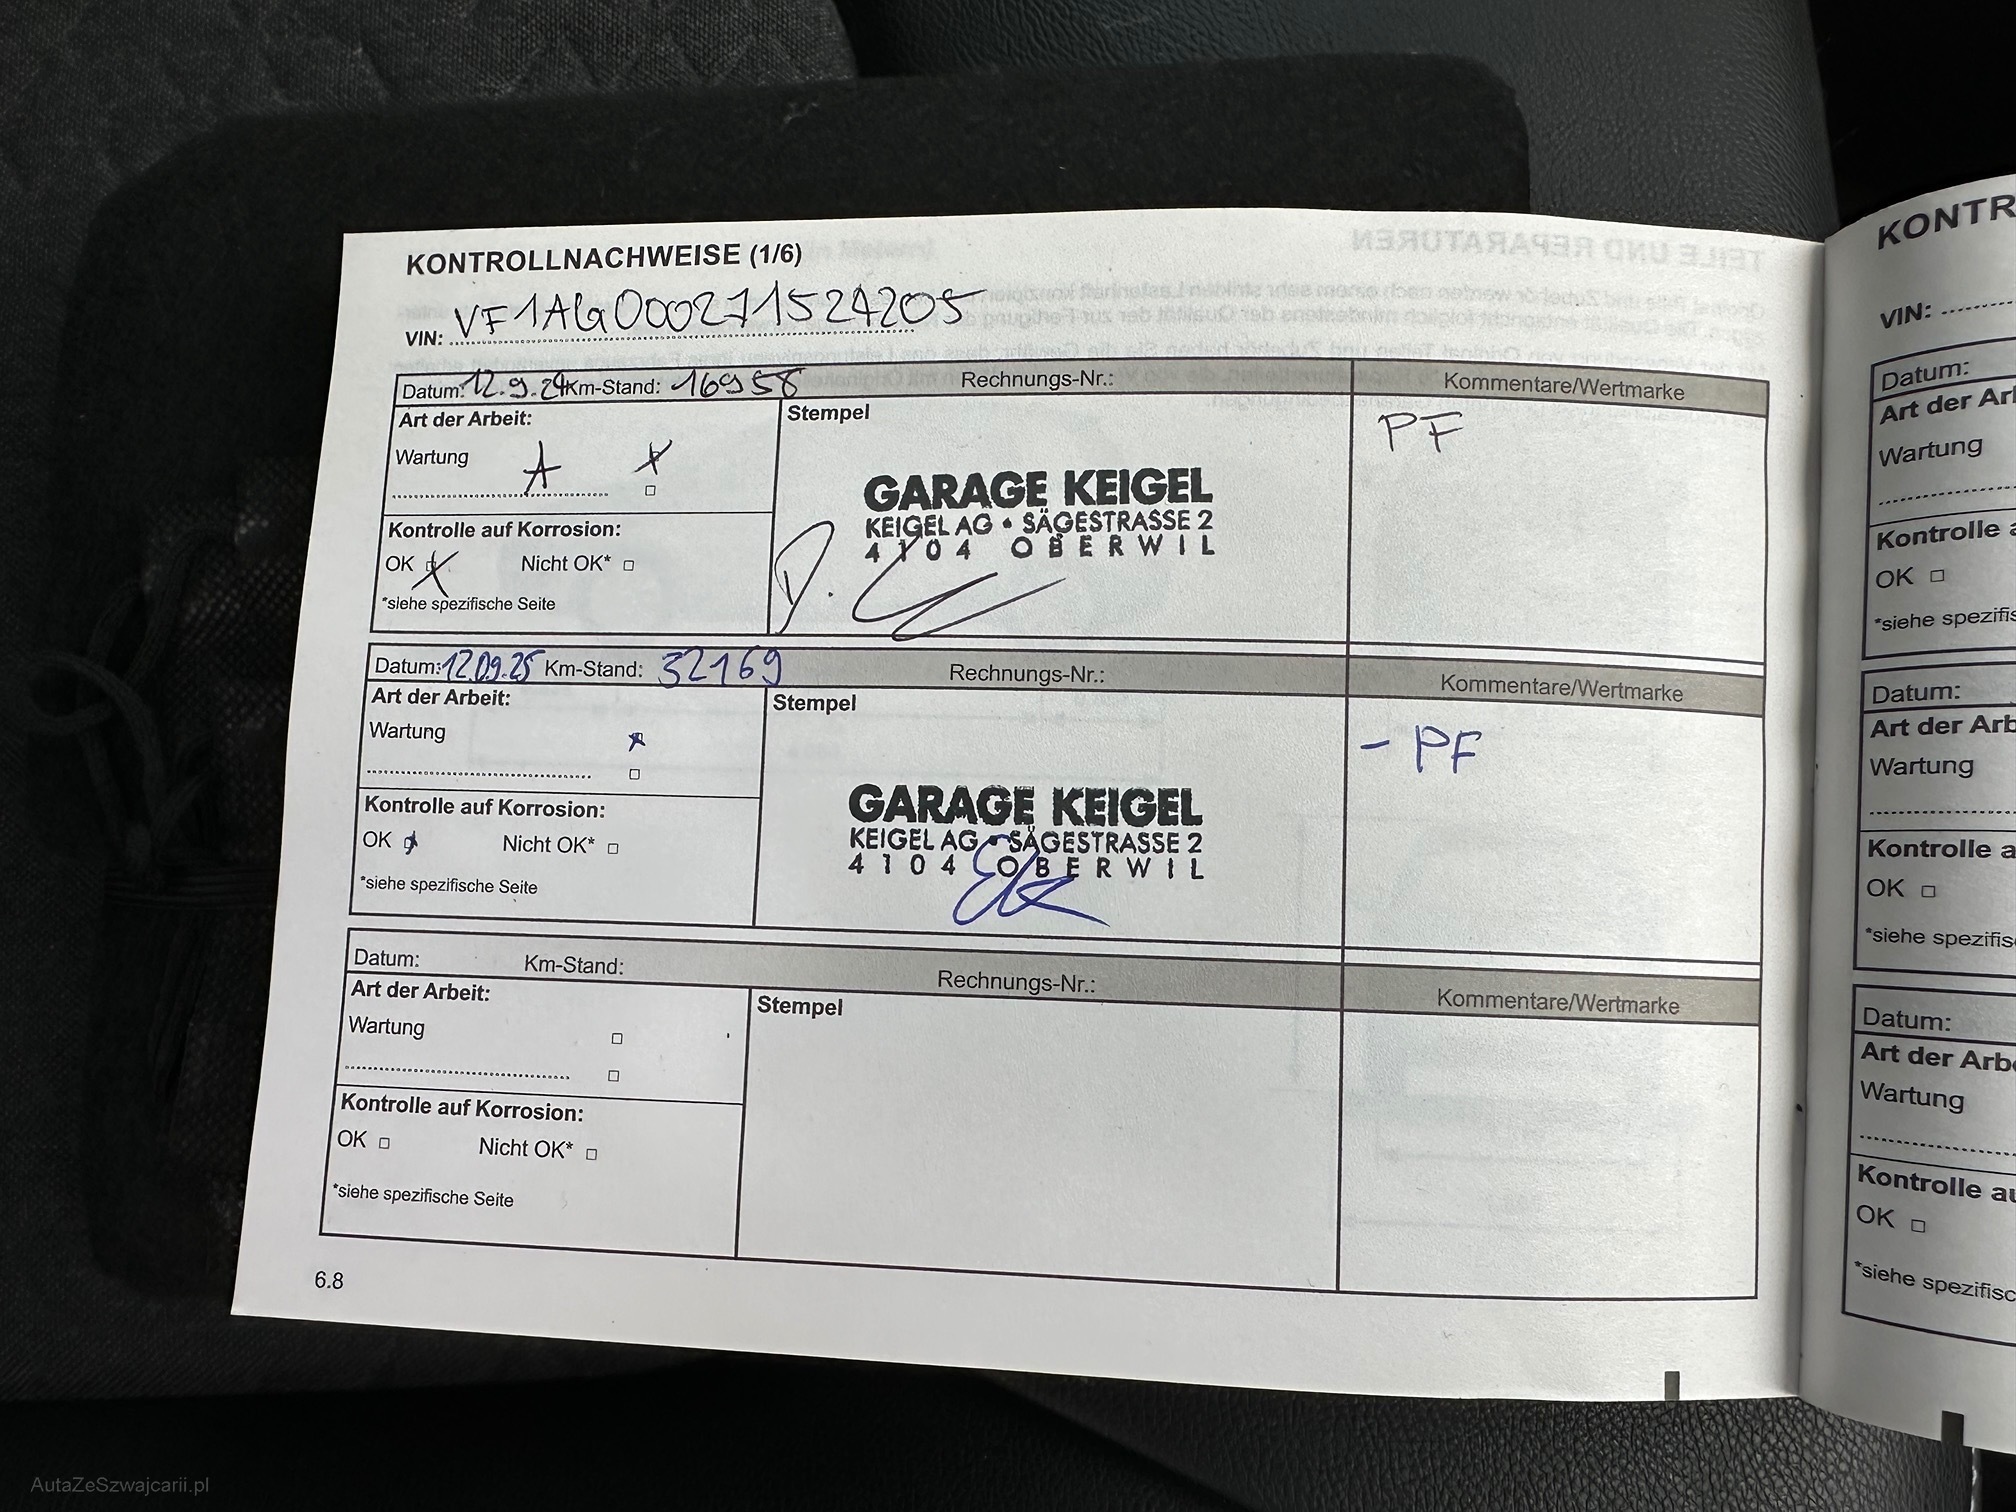 KONTROLLNACHWEISE (1/6)
VIN: VF1AG000271524205
Datum: 12.9.24 Km-Stand: 16958 Rechnungs-Nr.: Kommentare/Wertmarke
Art der Arbeit: Stempel PF
Wartung A
GARAGE KEIGEL
KEIGEL AG • SÄGESTRASSE 2
4104 OBERWIL
Kontrolle auf Korrosion:
OK Nicht OK*
*siehe spezifische Seite
Datum: 12.09.25 Km-Stand: 32169 Rechnungs-Nr.: Kommentare/Wertmarke
Art der Arbeit: Stempel
Wartung - PF
GARAGE KEIGEL
KEIGEL AG • SÄGESTRASSE 2
4104 OBERWIL
Kontrolle auf Korrosion:
OK Nicht OK*
*siehe spezifische Seite
Datum: Km-Stand: Rechnungs-Nr.: Kommentare/Wertmarke
Art der Arbeit: Stempel
Wartung
Kontrolle auf Korrosion:
OK Nicht OK*
*siehe spezifische Seite
6.8
KONTR
VIN:
Datum:
Art der Ar
Wartung
Kontrolle a
OK
*siehe spezifis
Datum:
Art der Arb
Wartung
Kontrolle a
OK
*siehe spezifis
Datum:
Art der Arb
Wartung
Kontrolle au
OK
*siehe spezifisc
AutaZeSzwajcarii.pl